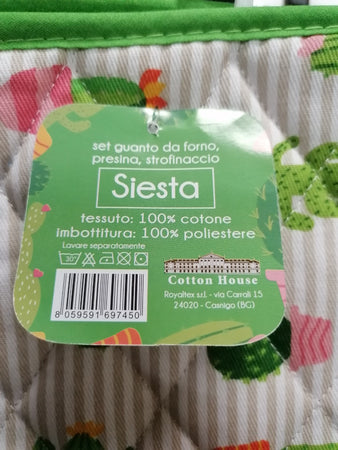 set guanto da forno,
presina, strofinaccio
Siesta
tessuto: 100% cotone
imbottitura: 100% poliestere
Lavare separatamente
30°
Cotton House
Royaltex s.r.l. - via Carrali 15
24020 - Casnigo (BG)
8 059591 697450